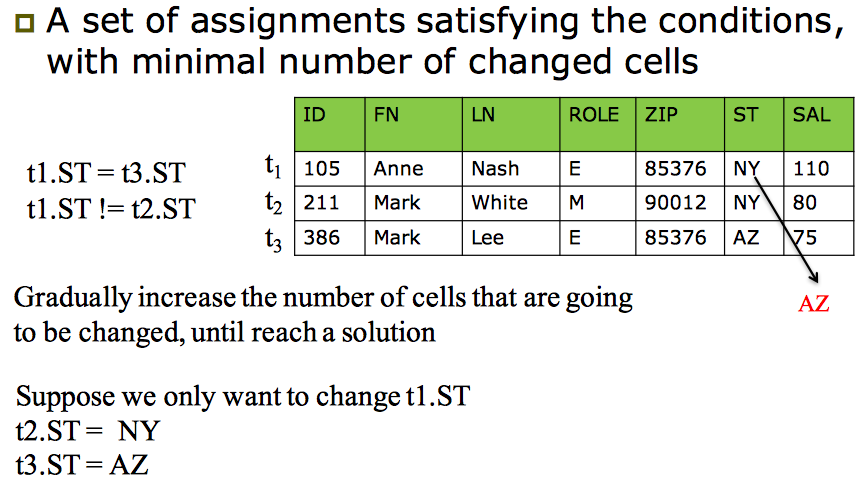 A set of assignments satisfying the conditions,
with minimal number of changed cells
ID FN LN ROLE ZIP ST SAL
t1.ST = t3.ST
t1 105 Anne Nash E 85376 NY 110
t1.ST != t2.ST
t2 211 Mark White M 90012 NY 80
t3 386 Mark Lee E 85376 AZ 75
Gradually increase the number of cells that are going
AZ
to be changed, until reach a solution
Suppose we only want to change t1.ST
t2.ST = NY
t3.ST = AZ